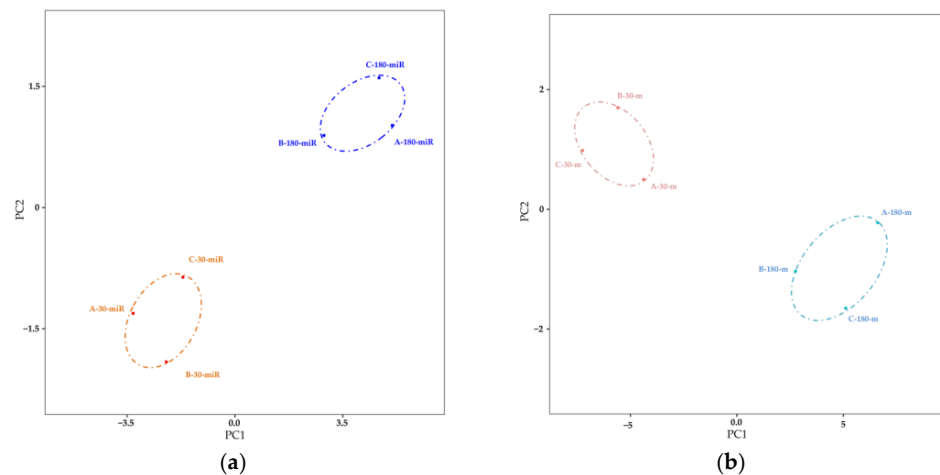 C-180-miR
1.5
B-180-miR
A-180-miR
PC2
0
C-30-miR
A-30-miR
−1.5
B-30-miR
−3.5
0.0
3.5
PC1
(a)
2
B-30-m
C-30-m
A-30-m
PC2
0
A-180-m
B-180-m
C-180-m
−2
−5
0.0
5
PC1
(b)